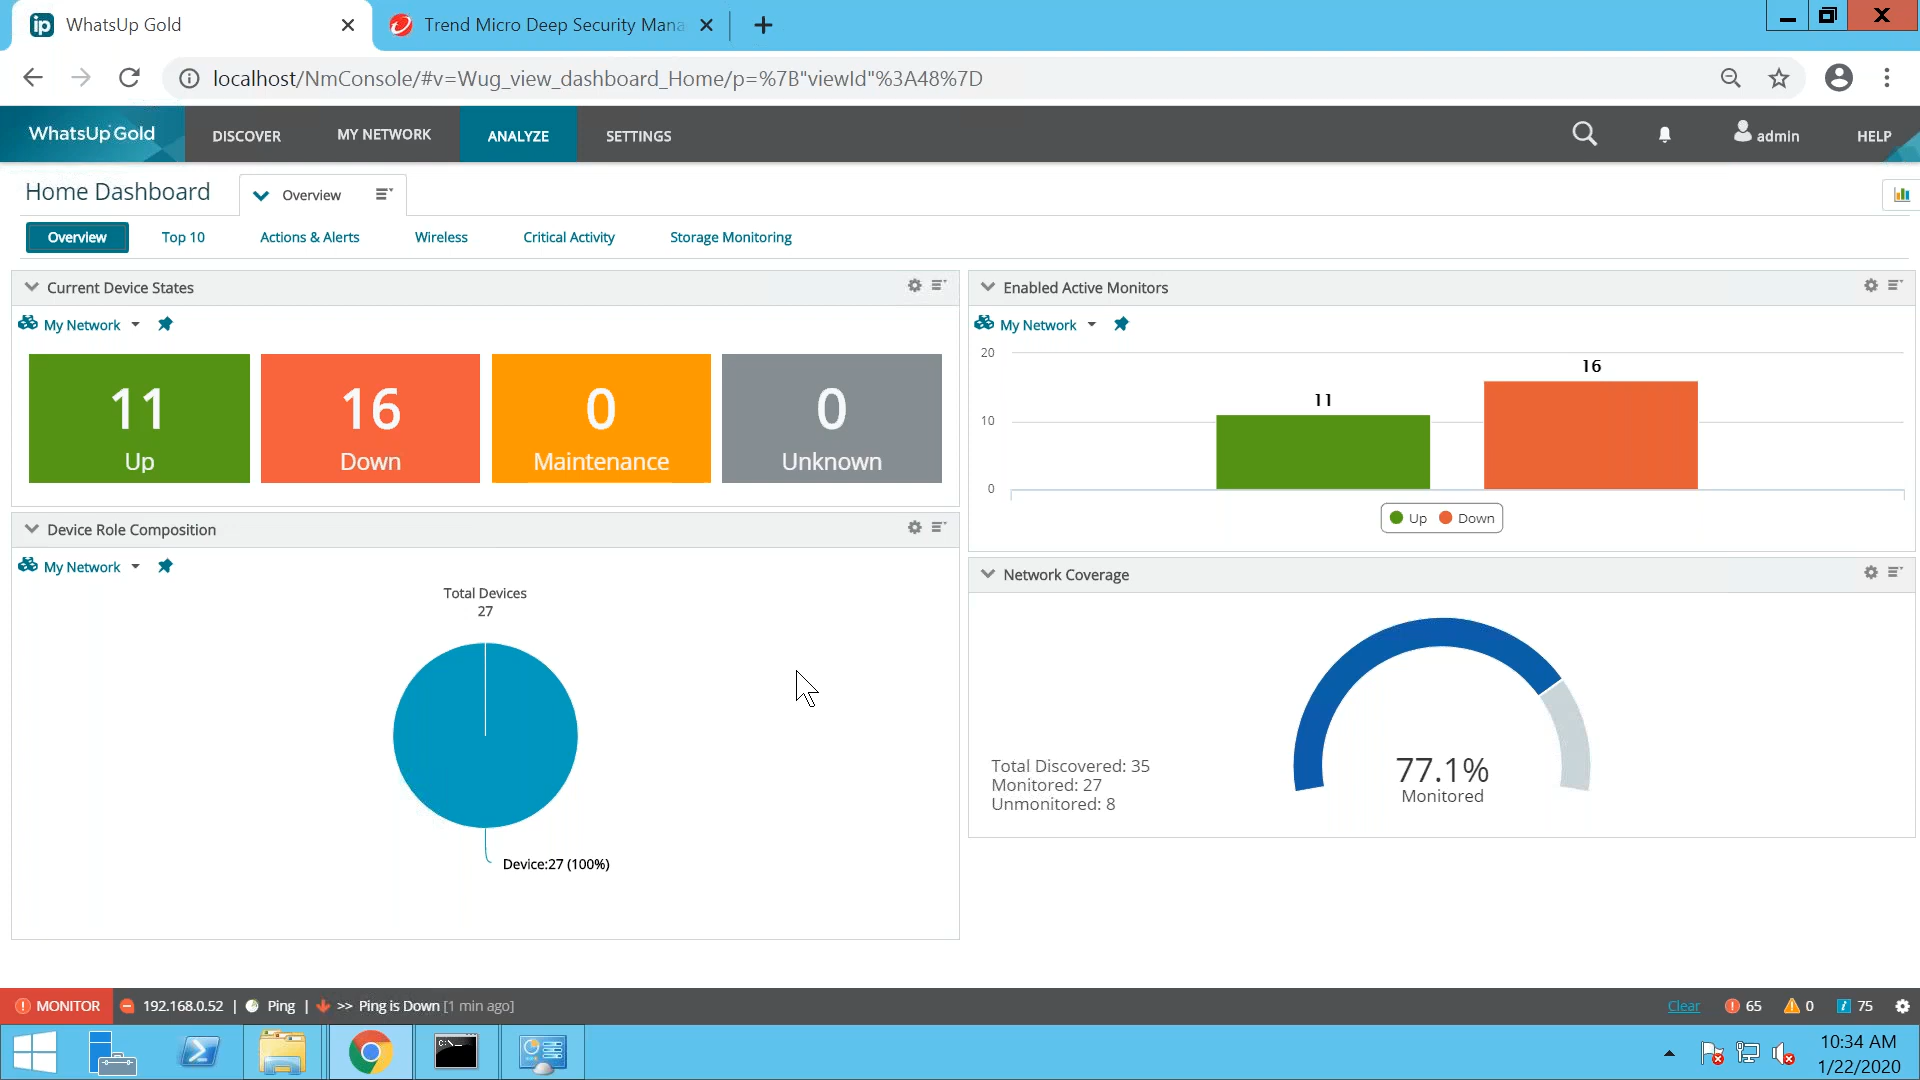 WhatsUp Gold
Trend Micro Deep Security Mana
localhost/NmConsole/#v=Wug_view_dashboard_Home/p=%7B"viewId"%3A48%7D
WhatsUp Gold
DISCOVER
MY NETWORK
ANALYZE
SETTINGS
admin
HELP
Home Dashboard
Overview
Overview
Top 10
Actions & Alerts
Wireless
Critical Activity
Storage Monitoring
Current Device States
My Network
11
Up
16
Down
0
Maintenance
0
Unknown
Enabled Active Monitors
My Network
20
10
0
11
16
Up
Down
Device Role Composition
My Network
Total Devices
27
Device:27 (100%)
Network Coverage
Total Discovered: 35
Monitored: 27
Unmonitored: 8
77.1%
Monitored
MONITOR
192.168.0.52 | Ping | >> Ping is Down [1 min ago]
Clear
65
0
75
10:34 AM
1/22/2020